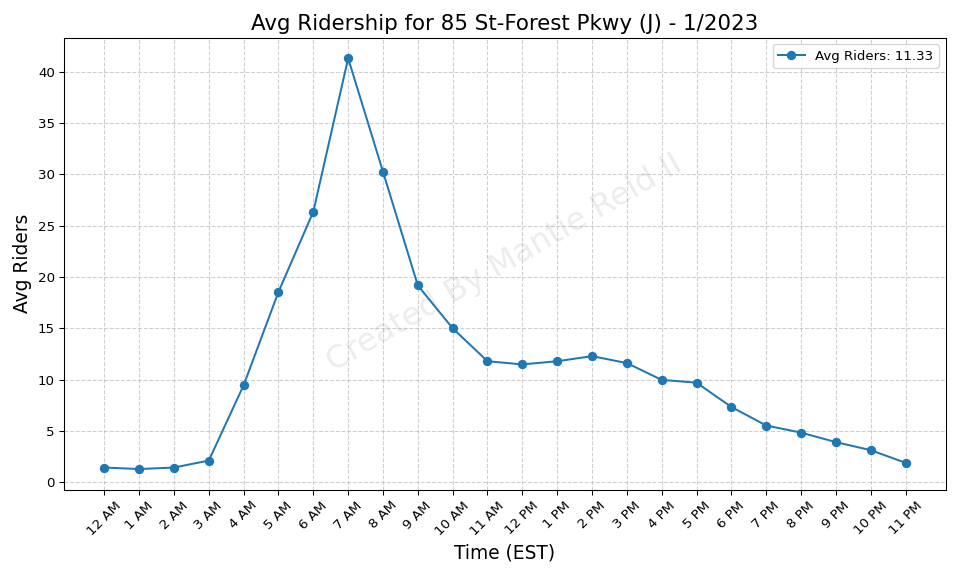 Avg Ridership for 85 St-Forest Pkwy (J) - 1/2023
Avg Riders: 11.33
Avg Riders
40
35
30
25
20
15
10
5
0
Created By Mantle Reid II
12 AM
1 AM
2 AM
3 AM
4 AM
5 AM
6 AM
7 AM
8 AM
9 AM
10 AM
11 AM
12 PM
1 PM
2 PM
3 PM
4 PM
5 PM
6 PM
7 PM
8 PM
9 PM
10 PM
11 PM
Time (EST)